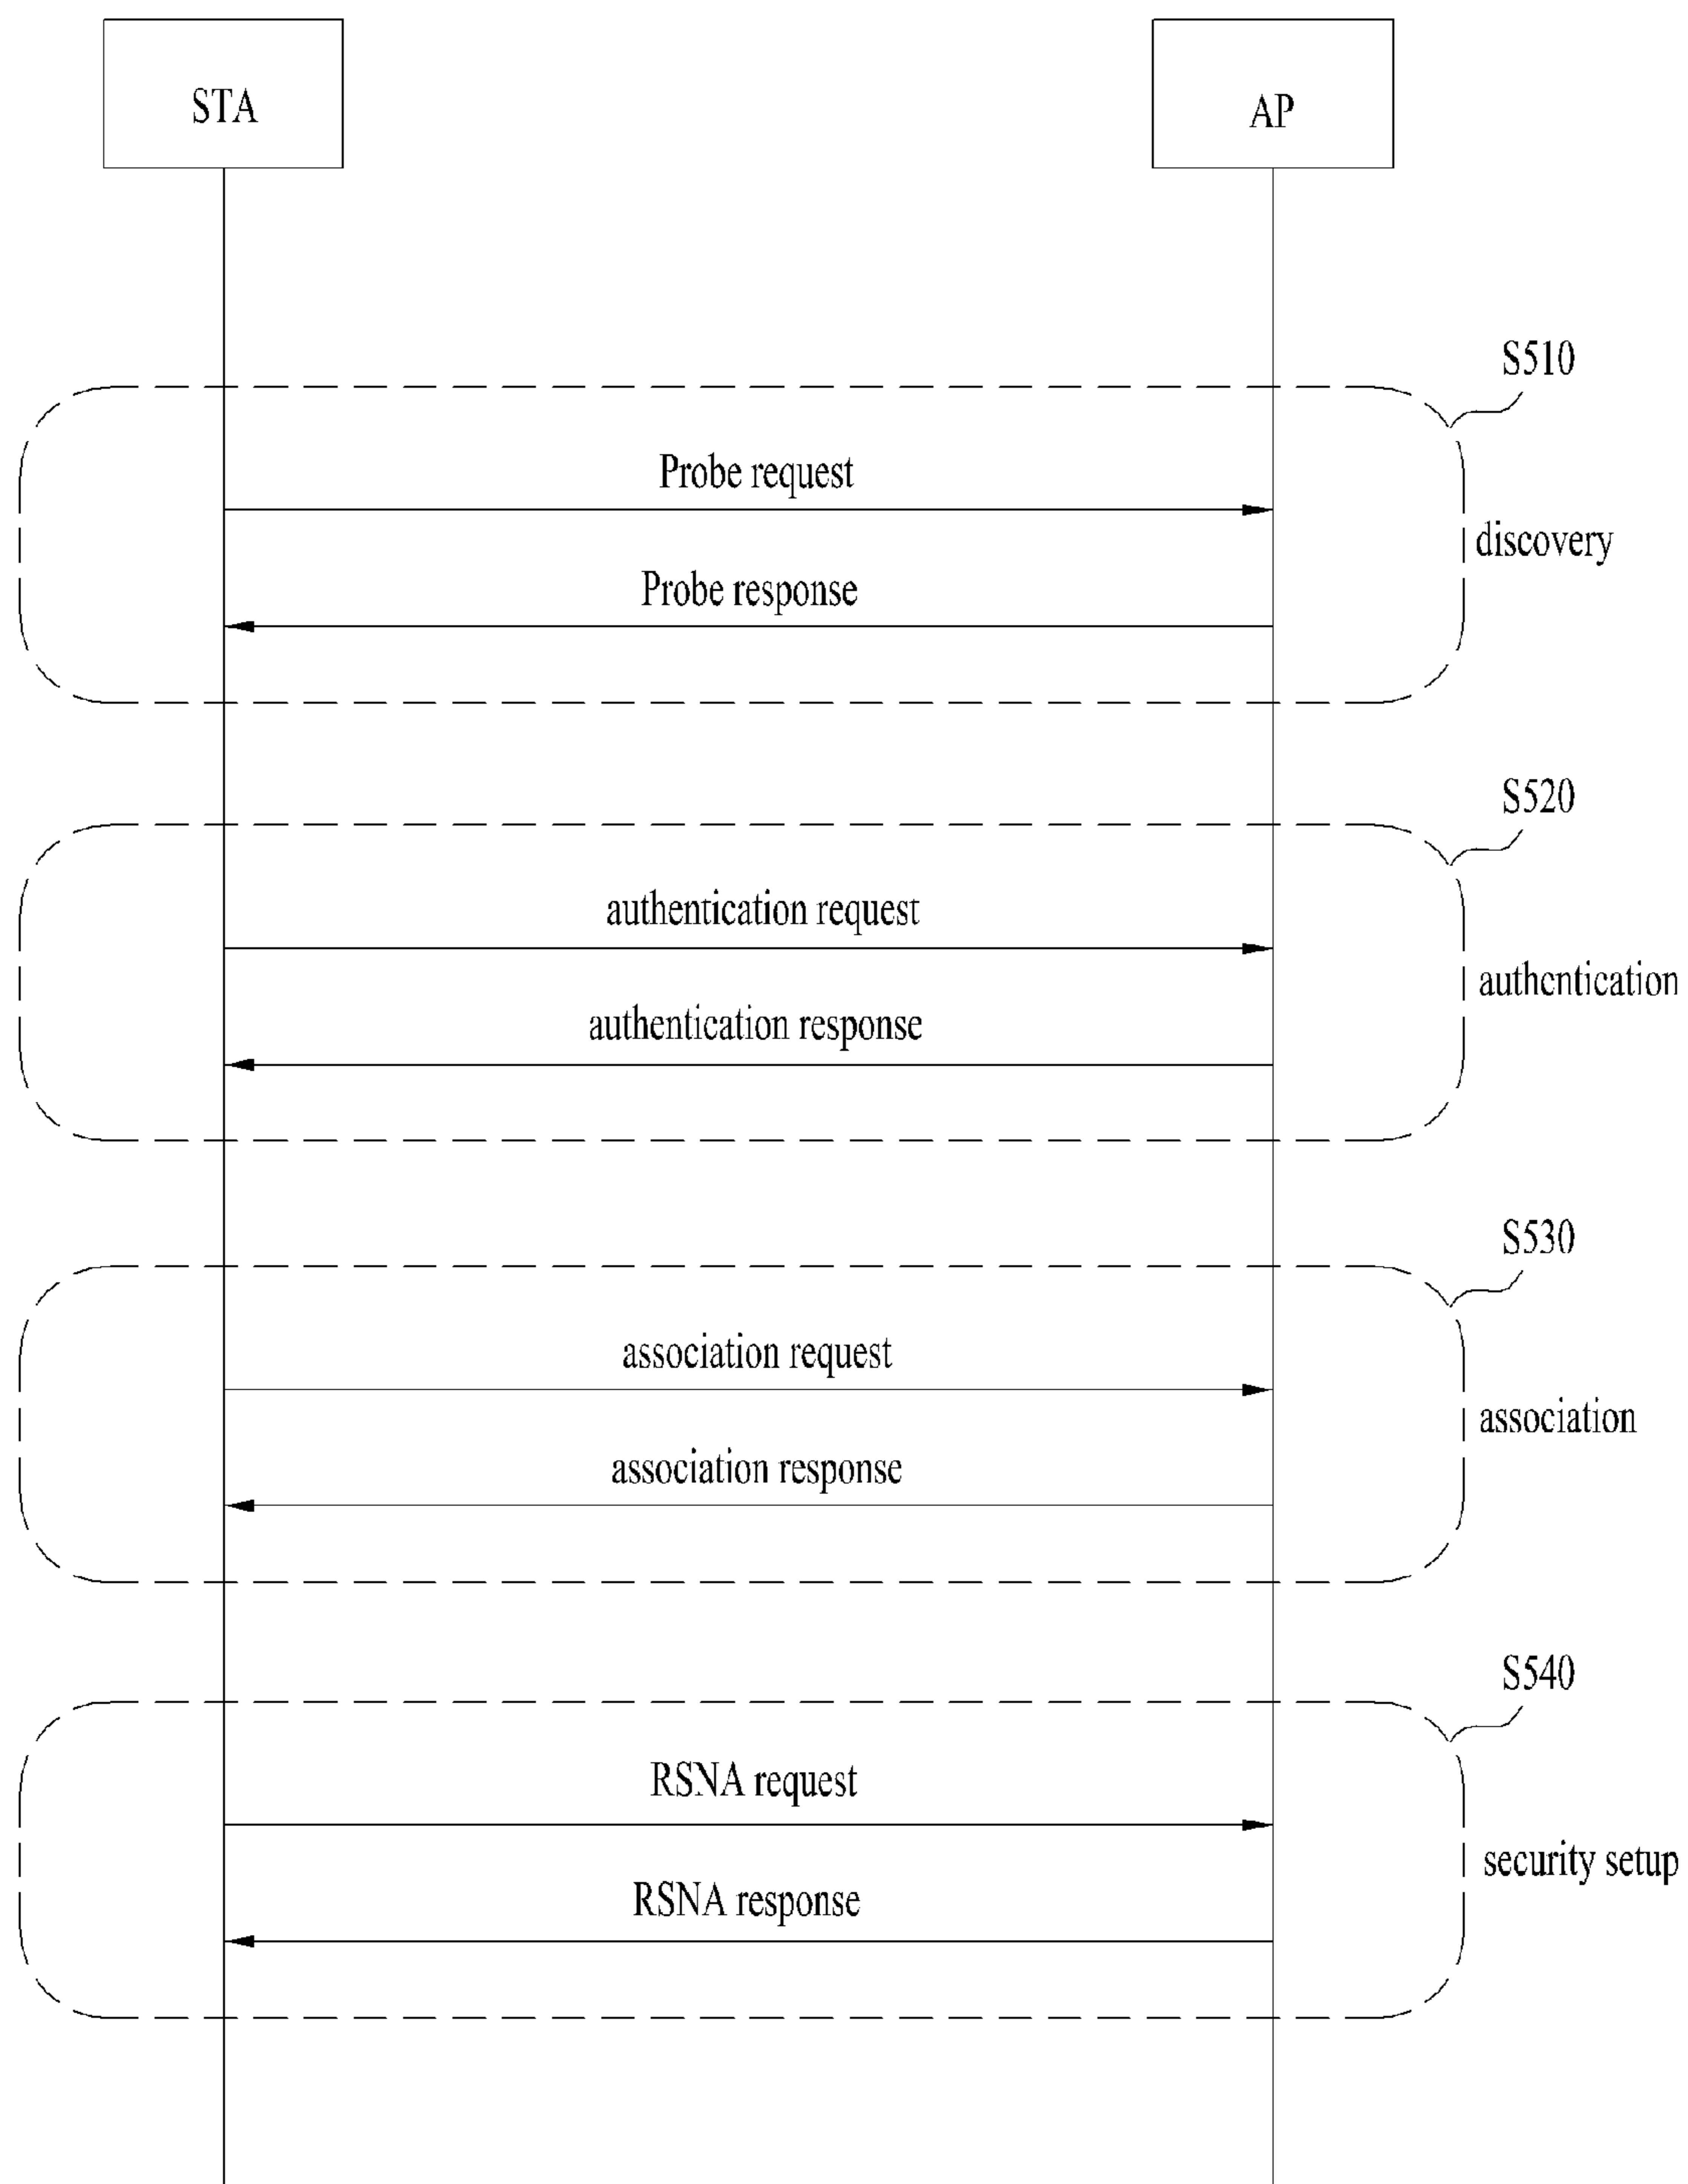 STA
AP
S510
Probe request
discovery
Probe response
S520
authentication request
authentication
authentication response
S530
association request
association
association response
S540
RSNA request
security setup
RSNA response